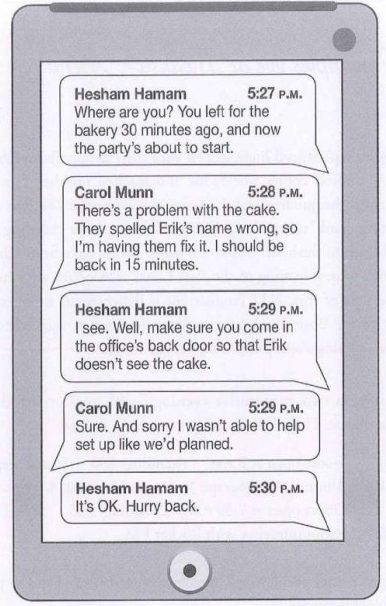 Hesham Hamam 5:27 P.M.
Where are you? You left for the
bakery 30 minutes ago, and now
the party's about to start.
Carol Munn 5:28 P.M.
There's a problem with the cake.
They spelled Erik's name wrong, so
I'm having them fix it. I should be
back in 15 minutes.
Hesham Hamam 5:29 P.M.
I see. Well, make sure you come in
the office's back door so that Erik
doesn't see the cake.
Carol Munn 5:29 P.M.
Sure. And sorry I wasn't able to help
set up like we'd planned.
Hesham Hamam 5:30 P.M.
It's OK. Hurry back.